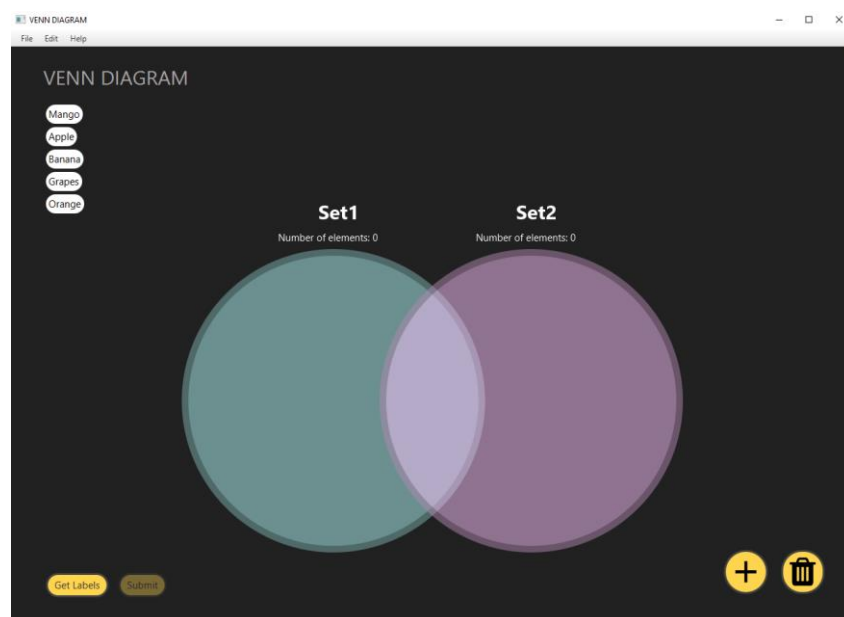 VENN DIAGRAM
File Edit Help
VENN DIAGRAM
Mango
Apple
Banana
Grapes
Orange
Set1 Set2
Number of elements: 0 Number of elements: 0
Get Labels Submit